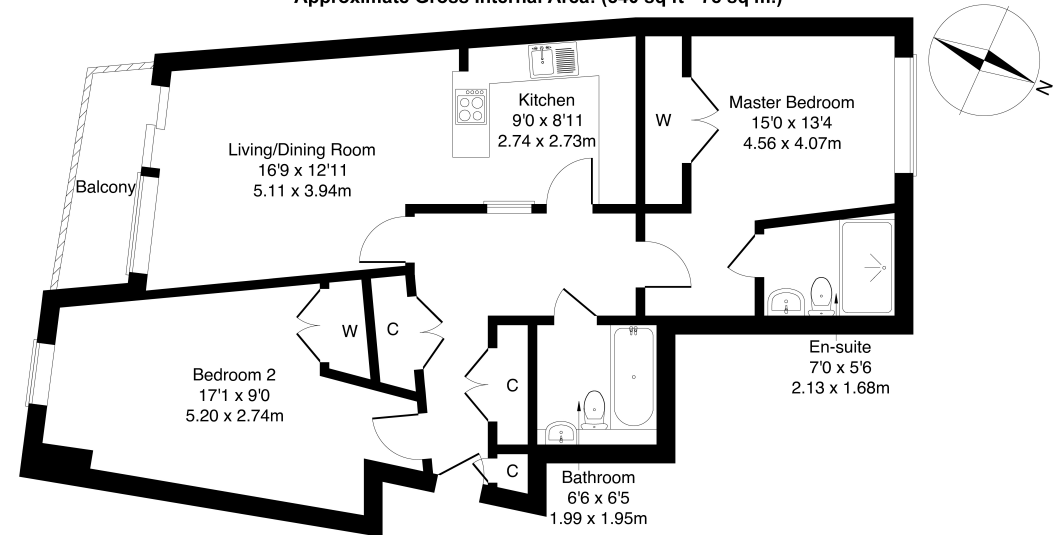 Approximate Gross Internal Area: (840 sq ft - 78 sq m.)
Kitchen
9'0 x 8'11
2.74 x 2.73m
W
Master Bedroom
15'0 x 13'4
4.56 x 4.07m
N
Living/Dining Room
16'9 x 12'11
5.11 x 3.94m
Balcony
W
C
Bedroom 2
17'1 x 9'0
5.20 x 2.74m
C
En-suite
7'0 x 5'6
2.13 x 1.68m
C
Bathroom
6'6 x 6'5
1.99 x 1.95m